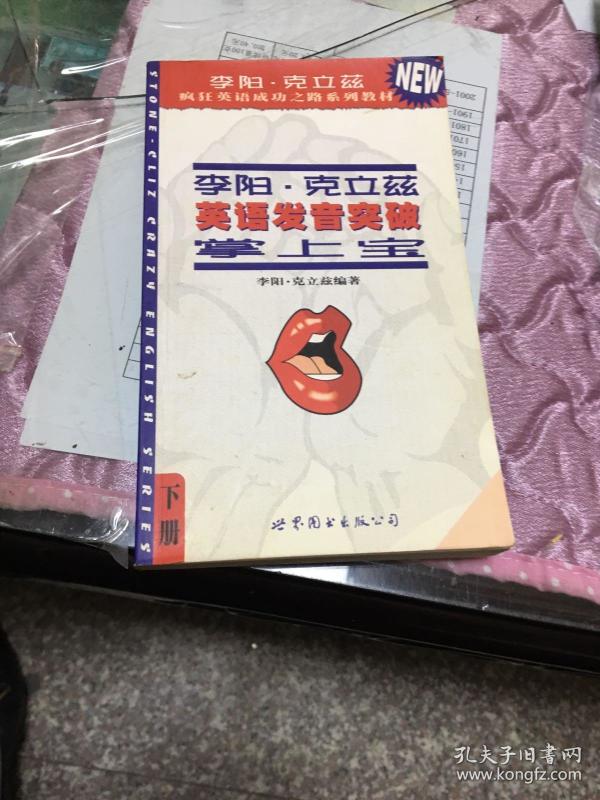 李阳·克立兹
疯狂英语成功之路系列教材
NEW
STONE-CLIZ CRAZY ENGLISH SERIES
李阳·克立兹
英语发音突破
掌上宝
李阳·克立兹编著
下册
世界图书出版公司
2001-
1901-
1801
孔夫子旧书网
www.kongfz.com